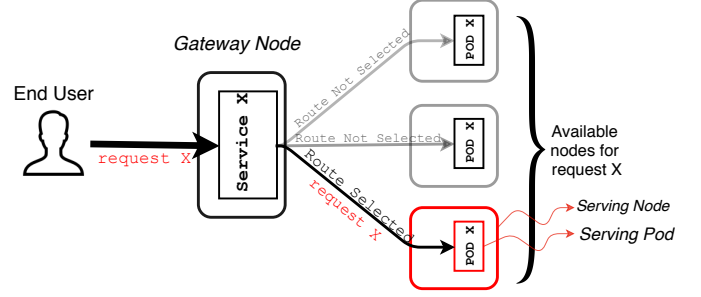 Gateway Node
End User
request X
Service X
Route Not Selected
POD X
Route Not Selected
POD X
Route Selected
request X
POD X
Available
nodes for
request X
Serving Node
Serving Pod